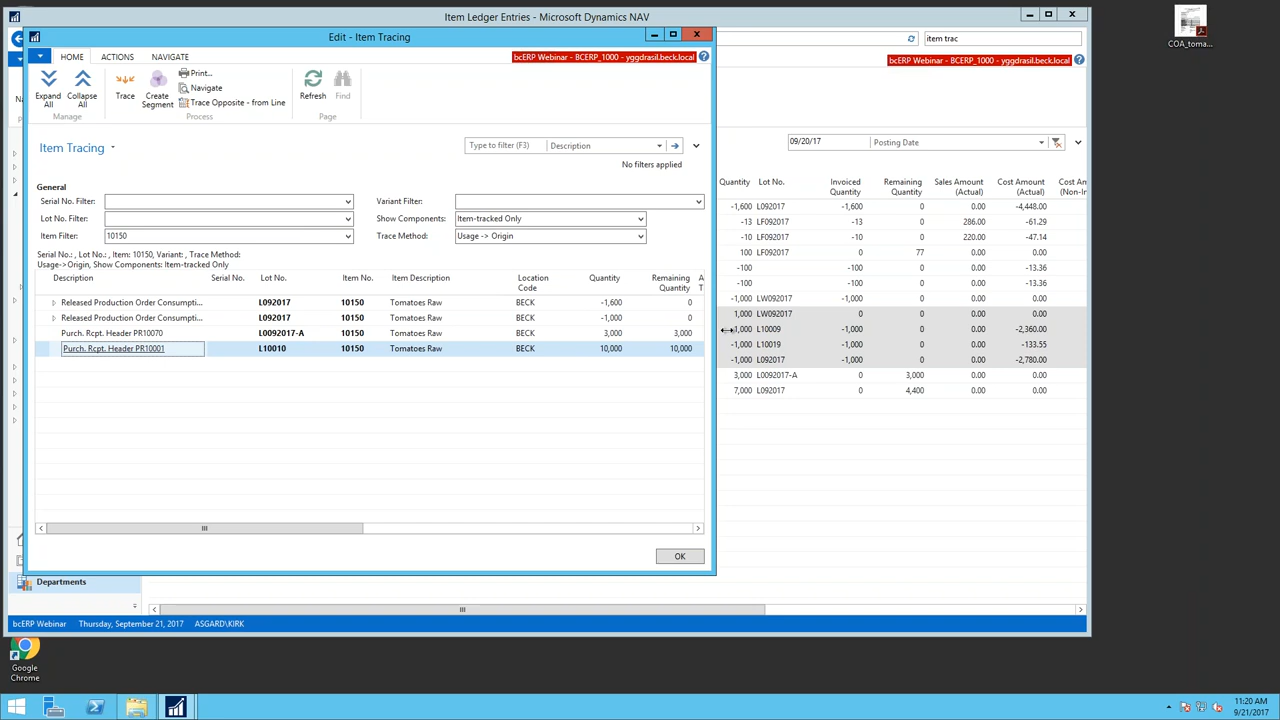 Item Ledger Entries - Microsoft Dynamics NAV
COA_toma...
Edit - Item Tracing
item trac
HOME ACTIONS NAVIGATE
bcERP Webinar - BCERP_1000 - yggdrasil.beck.local
bcERP Webinar - BCERP_1000 - yggdrasil.beck.local
Expand All
Collapse All
Trace
Create Segment
Print...
Navigate
Trace Opposite - from Line
Refresh
Find
Manage
Process
Page
Item Tracing
Type to filter (F3) Description
No filters applied
09/20/17 Posting Date
General
Serial No. Filter:
Variant Filter:
Lot No. Filter:
Show Components: Item-tracked Only
Item Filter: 10150
Trace Method: Usage -> Origin
Serial No.: , Lot No.: , Item: 10150, Variant: , Trace Method:
Usage->Origin, Show Components: Item-tracked Only
Description Serial No. Lot No. Item No. Item Description Location Code Quantity Remaining Quantity A T
Released Production Order Consumpti... L092017 10150 Tomatoes Raw BECK -1,600 0
Released Production Order Consumpti... L092017 10150 Tomatoes Raw BECK -1,000 0
Purch. Rcpt. Header PR10070 L0092017-A 10150 Tomatoes Raw BECK 3,000 3,000
Purch. Rcpt. Header PR10001 L10010 10150 Tomatoes Raw BECK 10,000 10,000
OK
Quantity Lot No. Invoiced Quantity Remaining Quantity Sales Amount (Actual) Cost Amount (Actual) Cost Am (Non-In
-1,600 L092017 -1,600 0 0.00 -4,448.00
-13 LF092017 -13 0 286.00 -61.29
-10 LF092017 -10 0 220.00 -47.14
100 LF092017 0 77 0.00 0.00
-100 -100 0 0.00 -13.36
-100 -100 0 0.00 -13.36
-1,000 LW092017 -1,000 0 0.00 0.00
1,000 LW092017 0 0 0.00 0.00
1,000 L10009 -1,000 0 0.00 -2,360.00
-1,000 L10019 -1,000 0 0.00 -133.55
-1,000 L092017 -1,000 0 0.00 -2,780.00
3,000 L0092017-A 0 3,000 0.00 0.00
7,000 L092017 0 4,400 0.00 0.00
Departments
bcERP Webinar Thursday, September 21, 2017 ASGARD\KIRK
Google Chrome
11:20 AM
9/21/2017